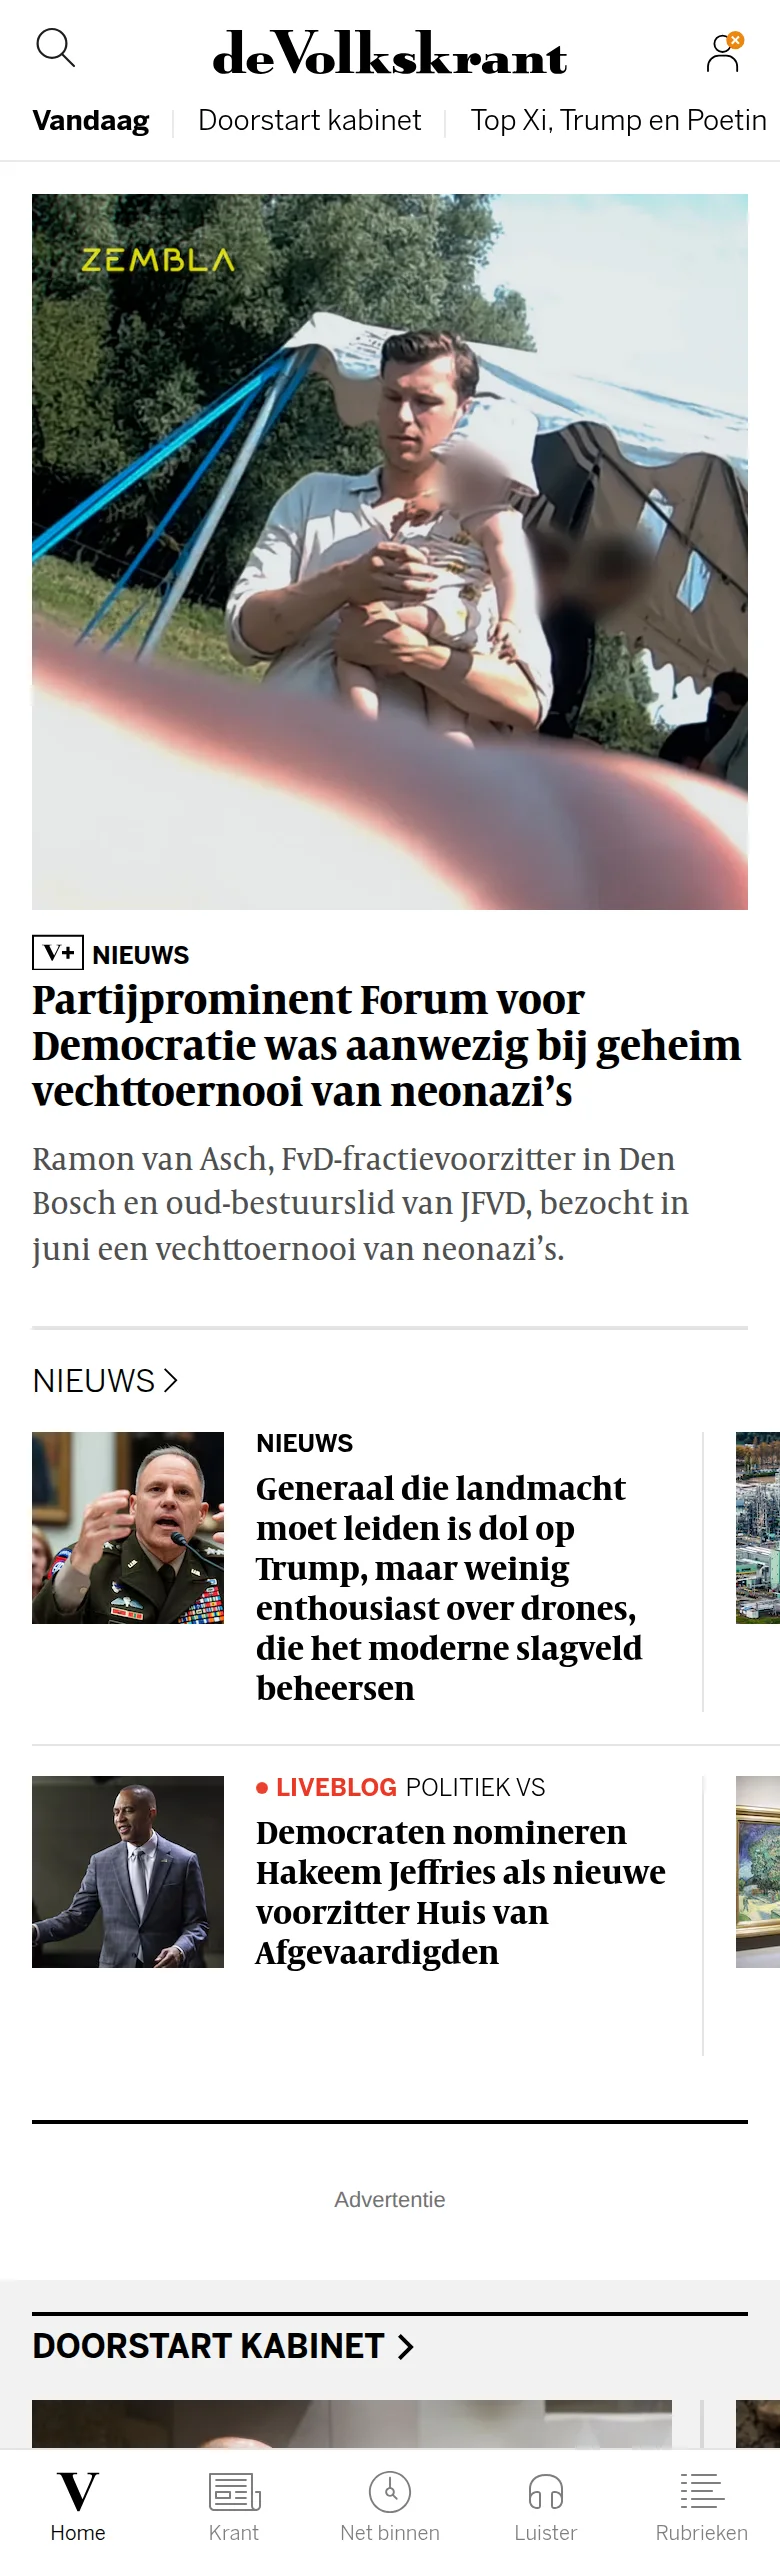 deVolkskrant
Vandaag
Doorstart kabinet
Top Xi, Trump en Poetin
ZEMBLA
V+ NIEUWS
Partijprominent Forum voor
Democratie was aanwezig bij geheim
vechttoernooi van neonazi’s
Ramon van Asch, FvD-fractievoorzitter in Den
Bosch en oud-bestuurslid van JFVD, bezocht in
juni een vechttoernooi van neonazi’s.
NIEUWS
NIEUWS
Generaal die landmacht
moet leiden is dol op
Trump, maar weinig
enthousiast over drones,
die het moderne slagveld
beheersen
LIVEBLOG POLITIEK VS
Democraten nomineren
Hakeem Jeffries als nieuwe
voorzitter Huis van
Afgevaardigden
Advertentie
DOORSTART KABINET
V
Home
Krant
Net binnen
Luister
Rubrieken